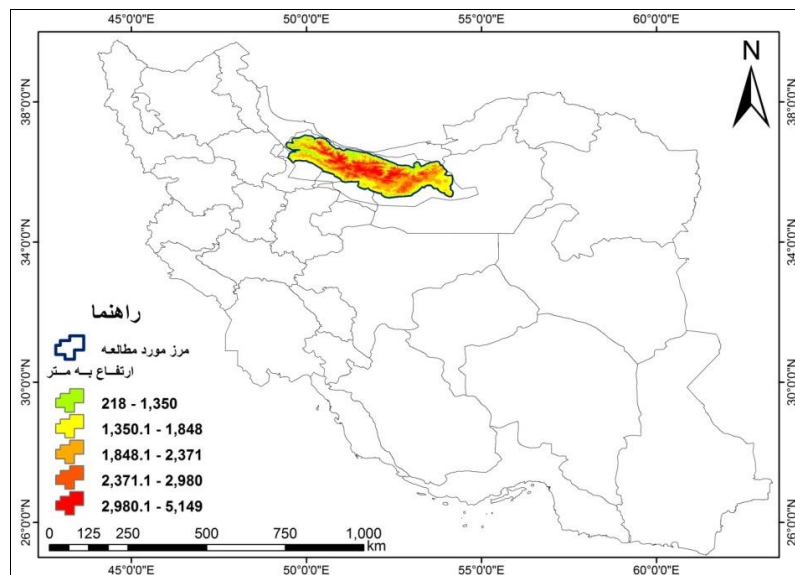 45°0'0"E 50°0'0"E 55°0'0"E 60°0'0"E
N
38°0'0"N 38°0'0"N
34°0'0"N 34°0'0"N
30°0'0"N 30°0'0"N
26°0'0"N 26°0'0"N
راهنما
مرز مورد مطالعه
ارتفـاع بـه مـتر
218 - 1,350
1,350.1 - 1,848
1,848.1 - 2,371
2,371.1 - 2,980
2,980.1 - 5,149
0 125 250 500 750 1,000
km
45°0'0"E 50°0'0"E 55°0'0"E 60°0'0"E